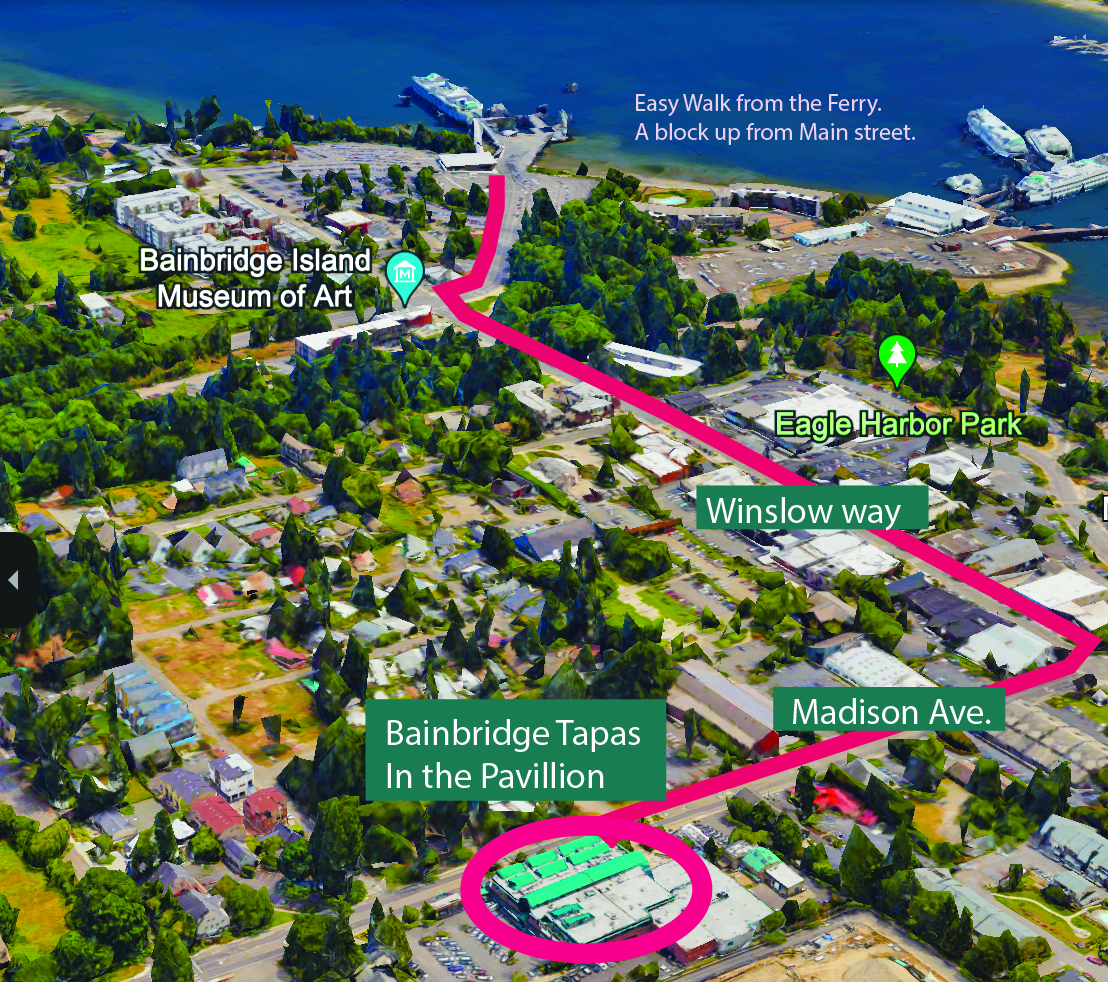 Easy Walk from the Ferry.
A block up from Main street.
Bainbridge Island
Museum of Art
M
Eagle Harbor Park
Winslow way
Madison Ave.
Bainbridge Tapas
In the Pavillion